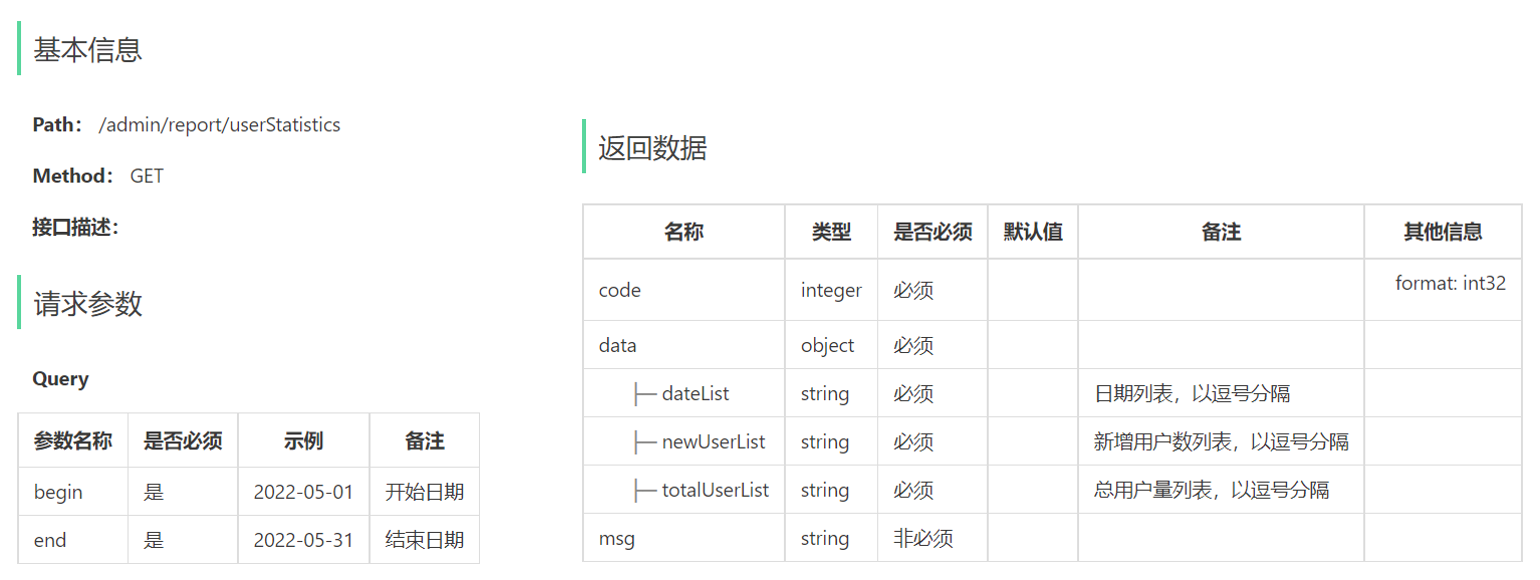 基本信息
Path： /admin/report/userStatistics
Method： GET
接口描述：
请求参数
Query
参数名称 是否必须 示例 备注
begin 是 2022-05-01 开始日期
end 是 2022-05-31 结束日期
返回数据
名称 类型 是否必须 默认值 备注 其他信息
code integer 必须 format: int32
data object 必须
├─ dateList string 必须 日期列表，以逗号分隔
├─ newUserList string 必须 新增用户数列表，以逗号分隔
├─ totalUserList string 必须 总用户量列表，以逗号分隔
msg string 非必须